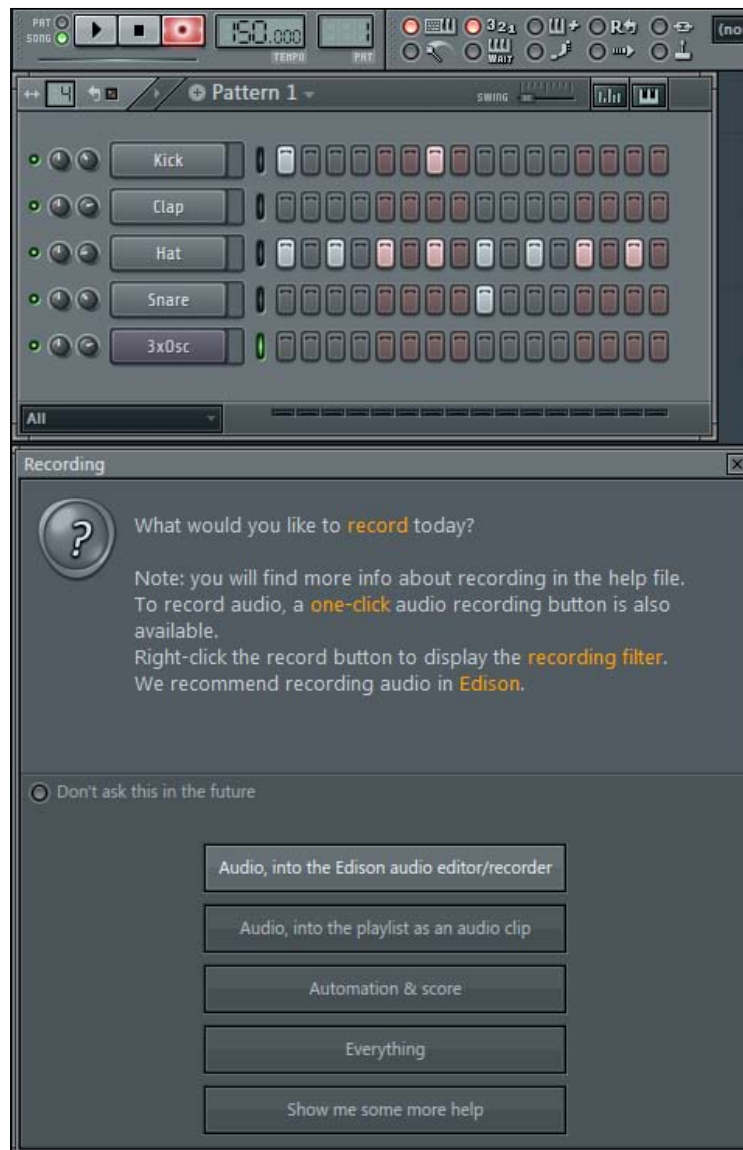 PAT
SONG
150.000
TEMPO
1
PAT
321
WAIT
R
(no
4
Pattern 1
SWING
Kick
Clap
Hat
Snare
3xOsc
All
Recording
What would you like to record today?
Note: you will find more info about recording in the help file.
To record audio, a one-click audio recording button is also
available.
Right-click the record button to display the recording filter.
We recommend recording audio in Edison.
Don't ask this in the future
Audio, into the Edison audio editor/recorder
Audio, into the playlist as an audio clip
Automation & score
Everything
Show me some more help